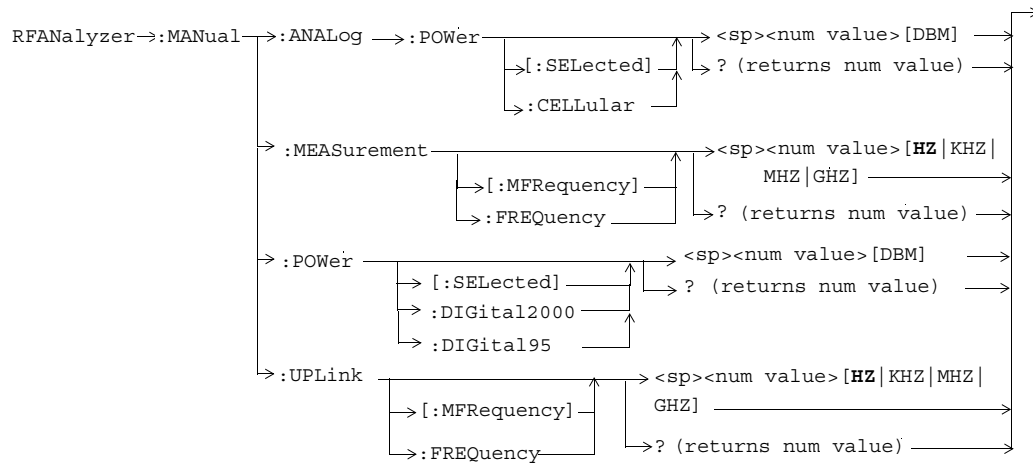 RFANalyzer :MANual :ANALog :POWer <sp><num value>[DBM]
[:SELected] ? (returns num value)
:CELLular
:MEASurement <sp><num value>[HZ|KHZ|
[:MFRequency] MHZ|GHZ]
:FREQuency ? (returns num value)
:POWer <sp><num value>[DBM]
[:SELected] ? (returns num value)
:DIGital2000
:DIGital95
:UPLink <sp><num value>[HZ|KHZ|MHZ|
[:MFRequency] GHZ]
:FREQuency ? (returns num value)